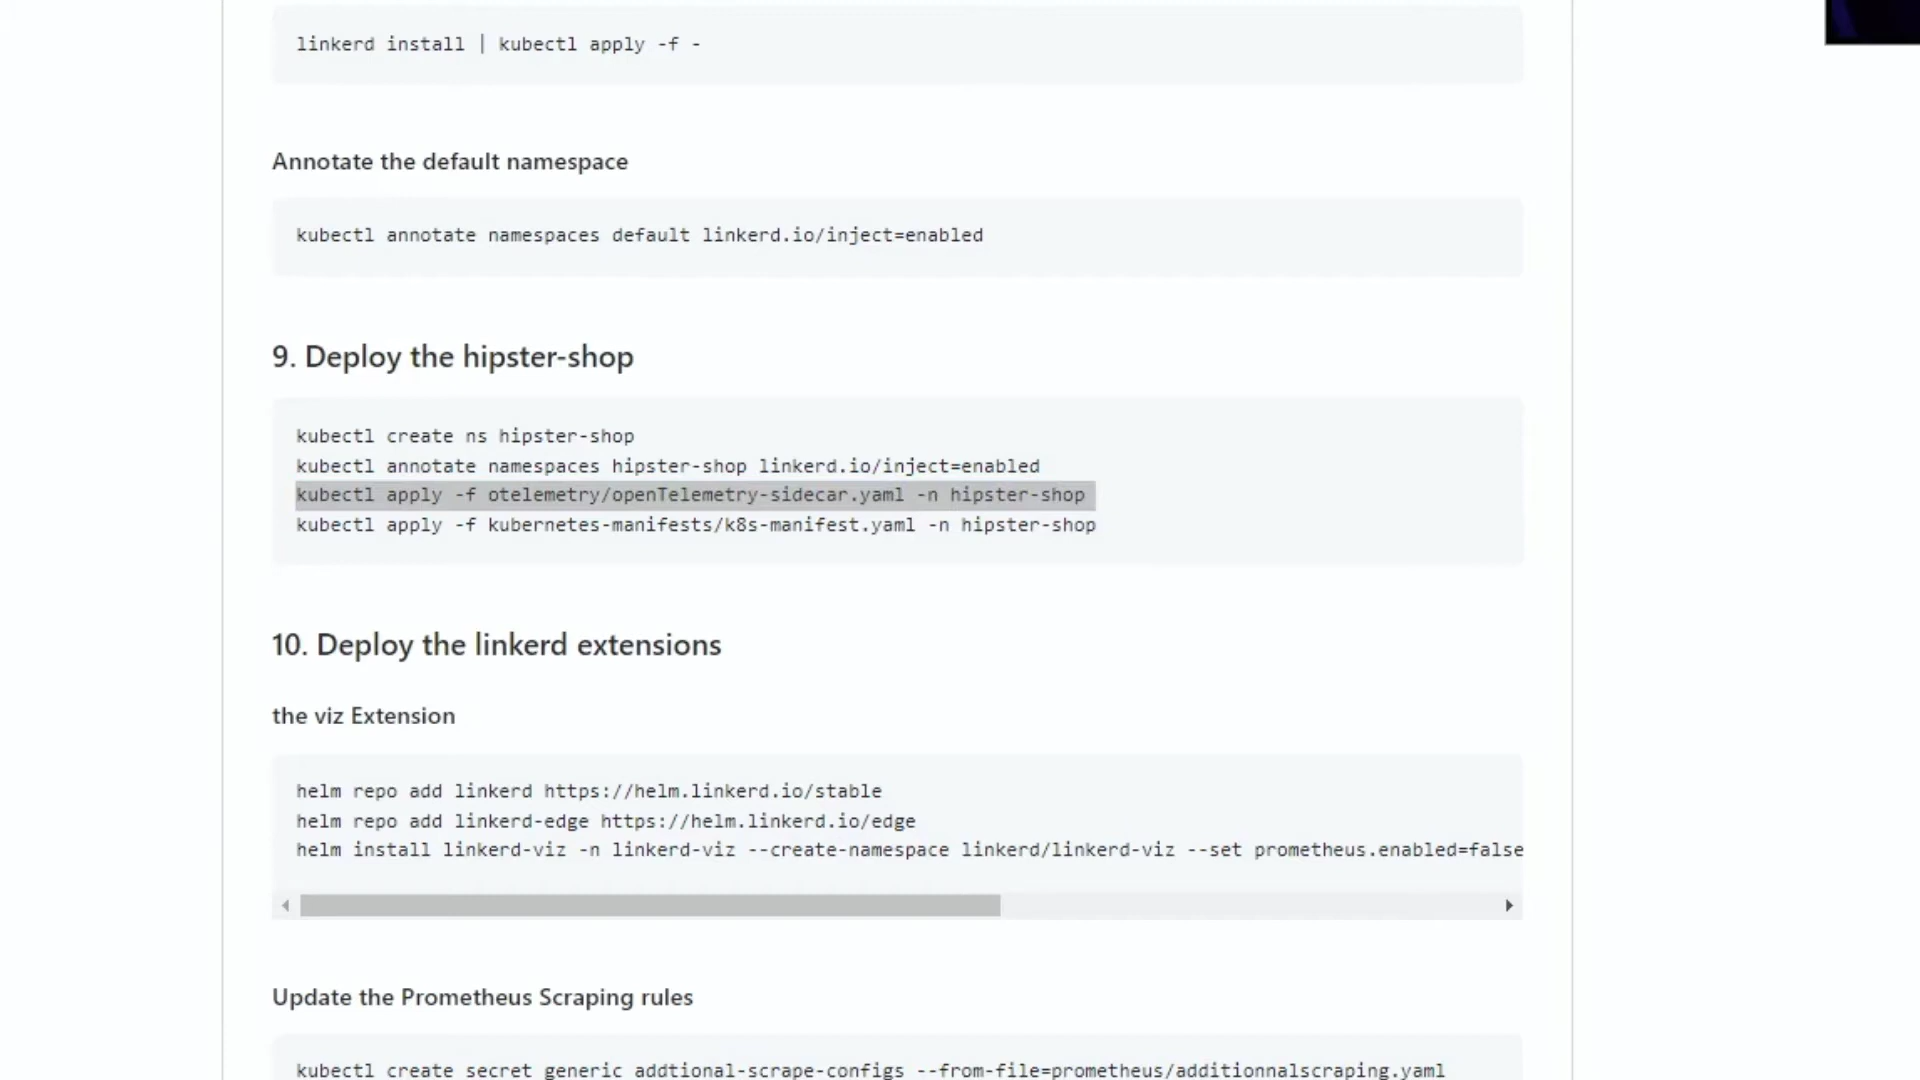 linkerd install | kubectl apply -f -
Annotate the default namespace
kubectl annotate namespaces default linkerd.io/inject=enabled
9. Deploy the hipster-shop
kubectl create ns hipster-shop
kubectl annotate namespaces hipster-shop linkerd.io/inject=enabled
kubectl apply -f otelemetry/openTelemetry-sidecar.yaml -n hipster-shop
kubectl apply -f kubernetes-manifests/k8s-manifest.yaml -n hipster-shop
10. Deploy the linkerd extensions
the viz Extension
helm repo add linkerd https://helm.linkerd.io/stable
helm repo add linkerd-edge https://helm.linkerd.io/edge
helm install linkerd-viz -n linkerd-viz --create-namespace linkerd/linkerd-viz --set prometheus.enabled=false
Update the Prometheus Scraping rules
kubectl create secret generic addtional-scrape-configs --from-file=prometheus/additionnalscraping.yaml